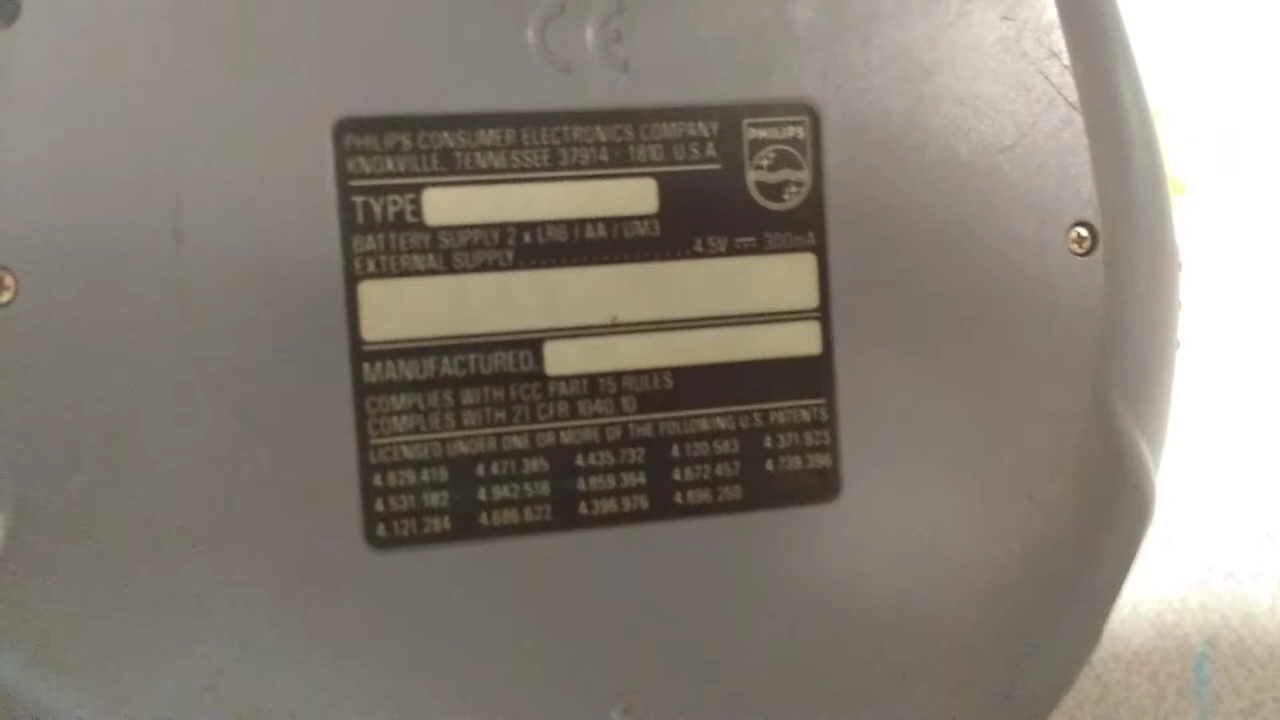 CE
PHILIPS CONSUMER ELECTRONICS COMPANY
KNOXVILLE, TENNESSEE 37914 - 1810, U.S.A.
PHILIPS
TYPE
BATTERY SUPPLY 2 x LR6 / AA / UM3
EXTERNAL SUPPLY ..................... 4.5V ⎓ 300mA
MANUFACTURED.
COMPLIES WITH FCC PART 15 RULES
COMPLIES WITH 21 CFR 1040.10
LICENSED UNDER ONE OR MORE OF THE FOLLOWING U.S. PATENTS
4.829.419 4.471.385 4.435.732 4.120.583 4.371.923
4.531.182 4.942.516 4.859.364 4.672.457 4.739.396
4.121.284 4.686.622 4.396.976 4.896.260